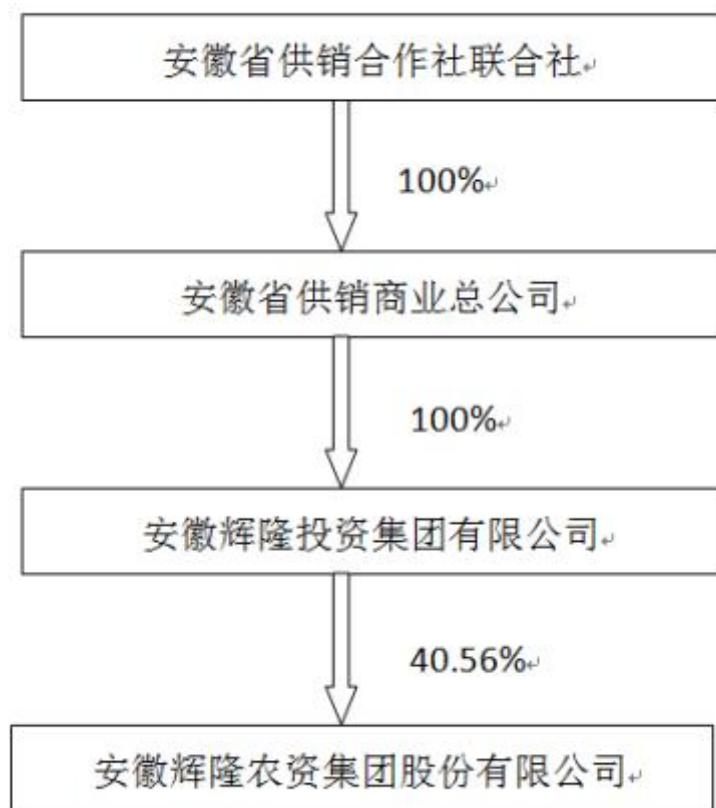 安徽省供销合作社联合社
100%
安徽省供销商业总公司
100%
安徽辉隆投资集团有限公司
40.56%
安徽辉隆农资集团股份有限公司